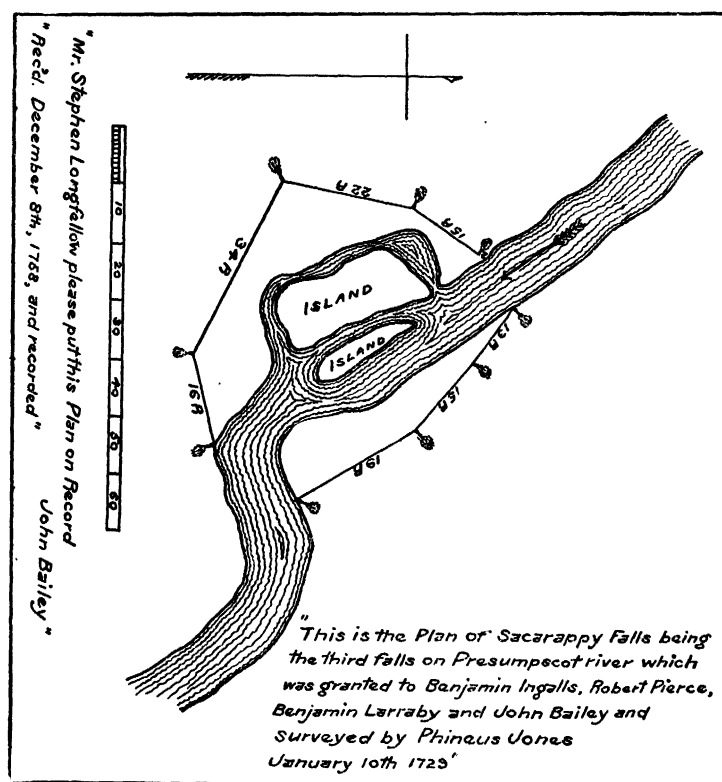 "Mr. Stephen Longfellow please put this Plan on Record
"Rec'd. December 8th, 1768, and recorded"
John Bailey"
10
20
30
40
50
60
22 R
15 R
34 R
16 R
ISLAND
ISLAND
13 R
15 R
19 R
"This is the Plan of Sacarappy Falls being
the third falls on Presumpscot river which
was granted to Benjamin Ingalls, Robert Pierce,
Benjamin Larraby and John Bailey and
surveyed by Phineus Jones
January 10th 1729"